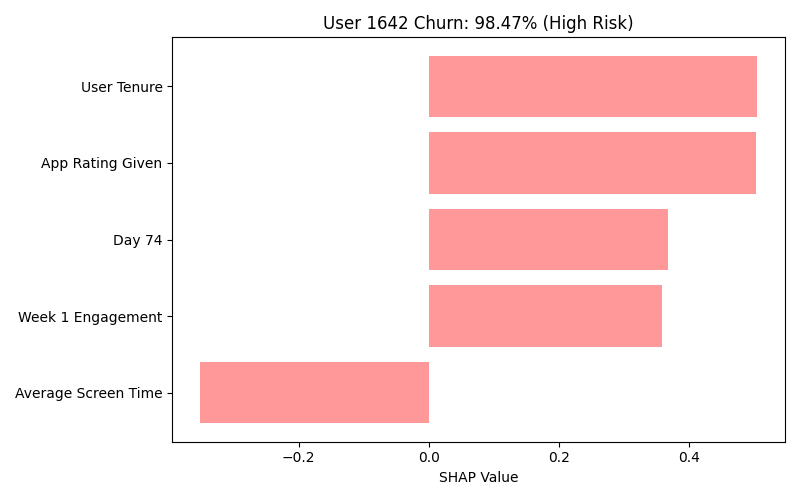 User 1642 Churn: 98.47% (High Risk)
User Tenure
App Rating Given
Day 74
Week 1 Engagement
Average Screen Time
−0.2 0.0 0.2 0.4
SHAP Value